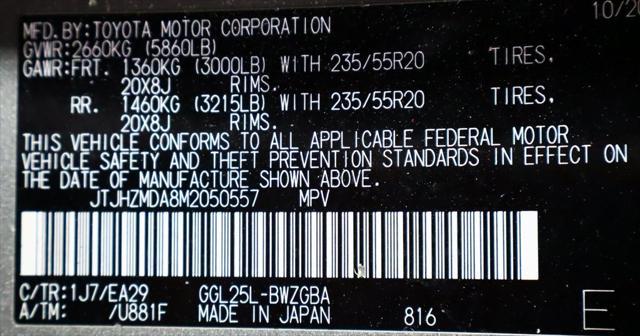 MFD.BY:TOYOTA MOTOR CORPORATION 10/20
GVWR:2660KG (5860LB)
GAWR:FRT. 1360KG (3000LB) WITH 235/55R20 TIRES,
20X8J RIMS.
RR. 1460KG (3215LB) WITH 235/55R20 TIRES,
20X8J RIMS.
THIS VEHICLE CONFORMS TO ALL APPLICABLE FEDERAL MOTOR
VEHICLE SAFETY AND THEFT PREVENTION STANDARDS IN EFFECT ON
THE DATE OF MANUFACTURE SHOWN ABOVE.
JTJHZMDA8M2050557 MPV
C/TR:1J7/EA29 GGL25L-BWZGBA
A/TM: /U881F MADE IN JAPAN 816 E